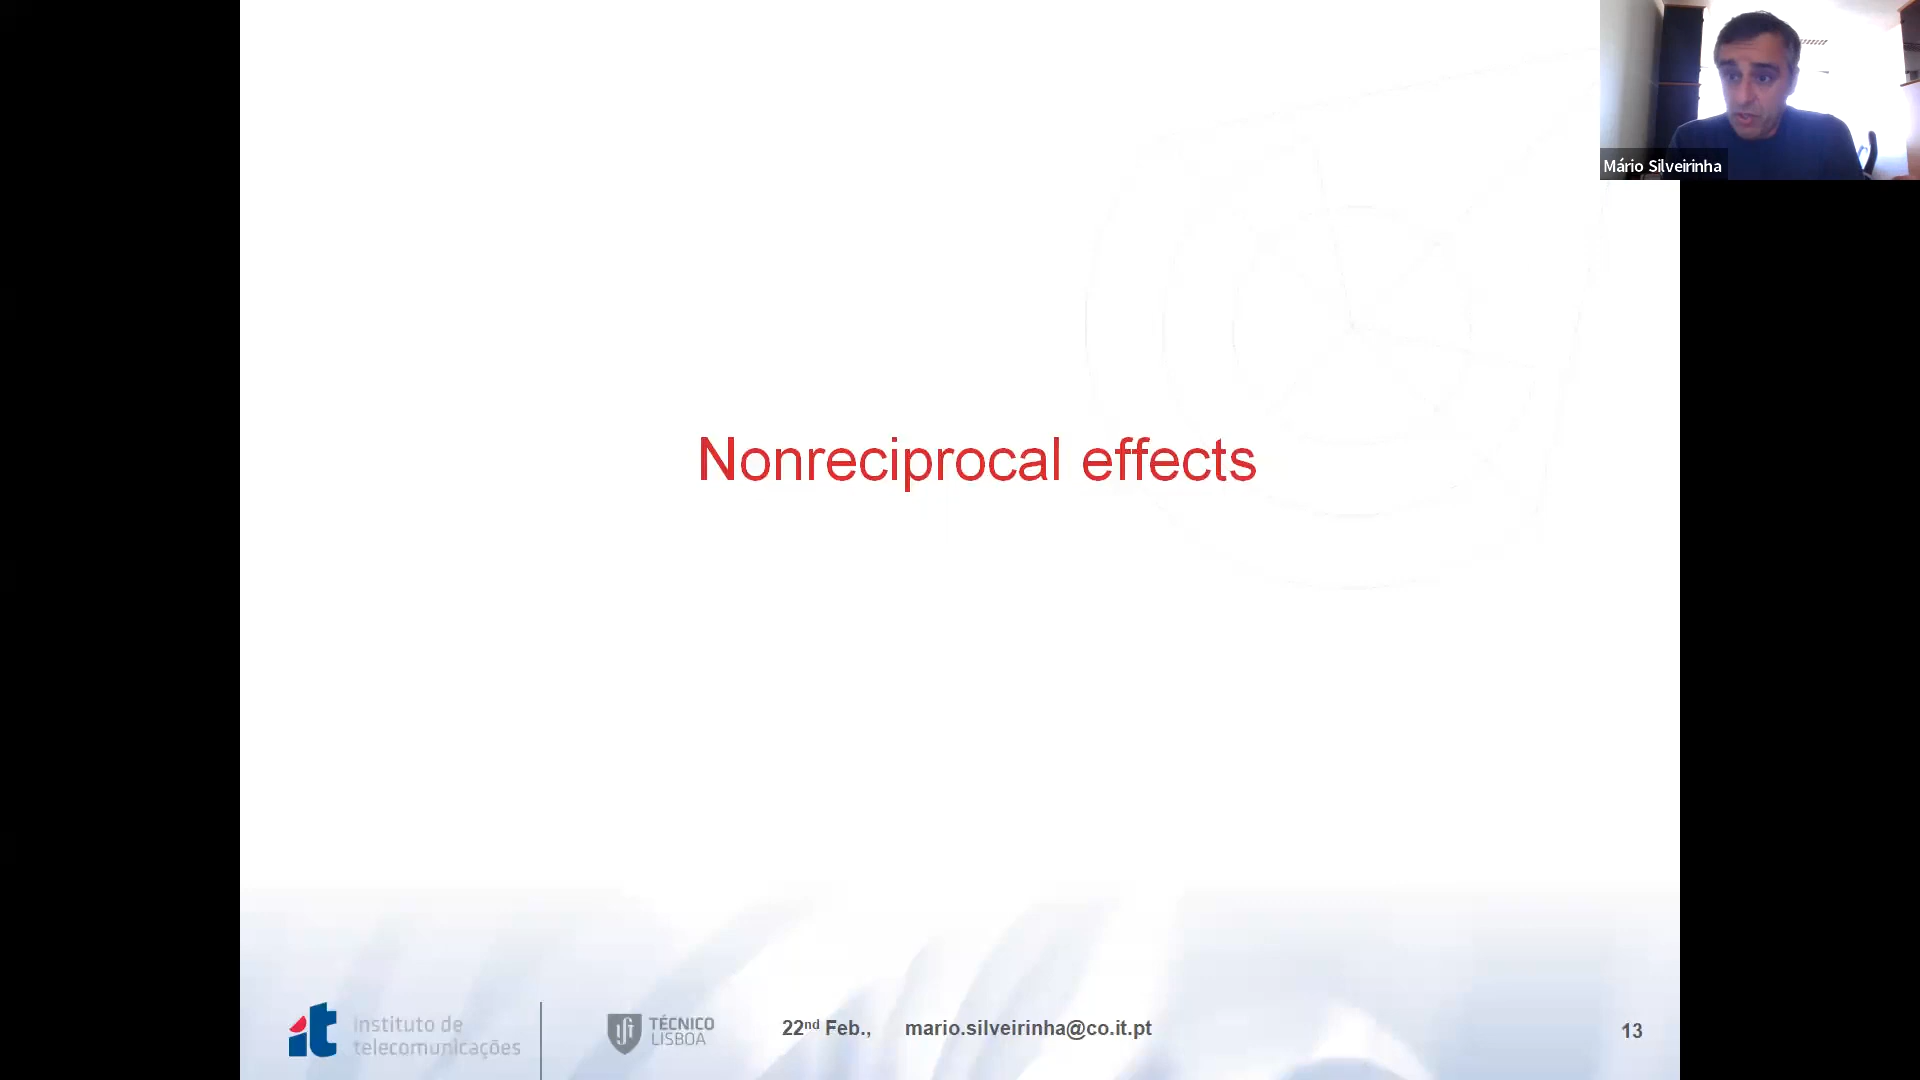 Mário Silveirinha
Nonreciprocal effects
instituto de
telecomunicações
TÉCNICO
LISBOA
22nd Feb., mario.silveirinha@co.it.pt
13